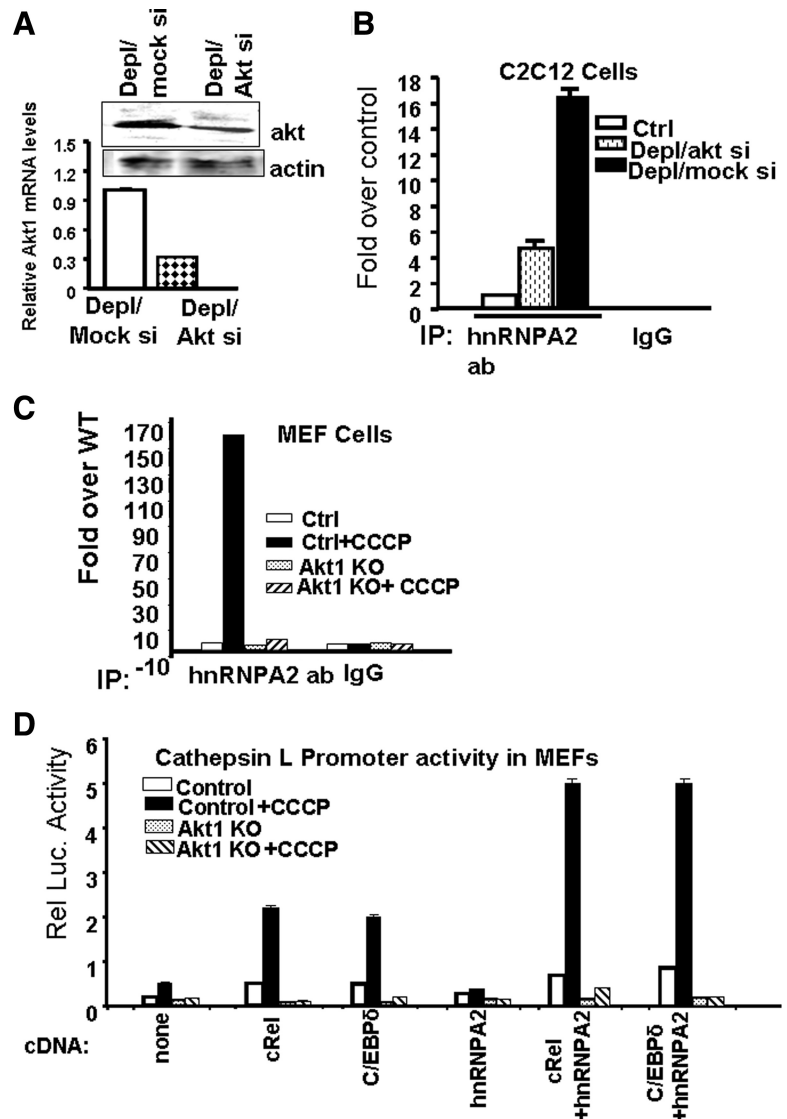 A
Depl/
mock si
Depl/
Akt si
akt
actin
Relative Akt1 mRNA levels
1.5
1.2
0.9
0.6
0.3
0
Depl/
Mock si
Depl/
Akt si
B
C2C12 Cells
Fold over control
18
16
14
12
10
8
6
4
2
0
Ctrl
Depl/akt si
Depl/mock si
IP: hnRNPA2 ab
IgG
C
MEF Cells
Fold over WT
170
150
130
110
90
70
50
30
10
-10
Ctrl
Ctrl+CCCP
Akt1 KO
Akt1 KO+ CCCP
IP: hnRNPA2 ab IgG
D
Cathepsin L Promoter activity in MEFs
Rel Luc. Activity
6
5
4
3
2
1
0
Control
Control+CCCP
Akt1 KO
Akt1 KO+CCCP
cDNA:
none
cRel
C/EBPδ
hnRNPA2
cRel
+hnRNPA2
C/EBPδ
+hnRNPA2